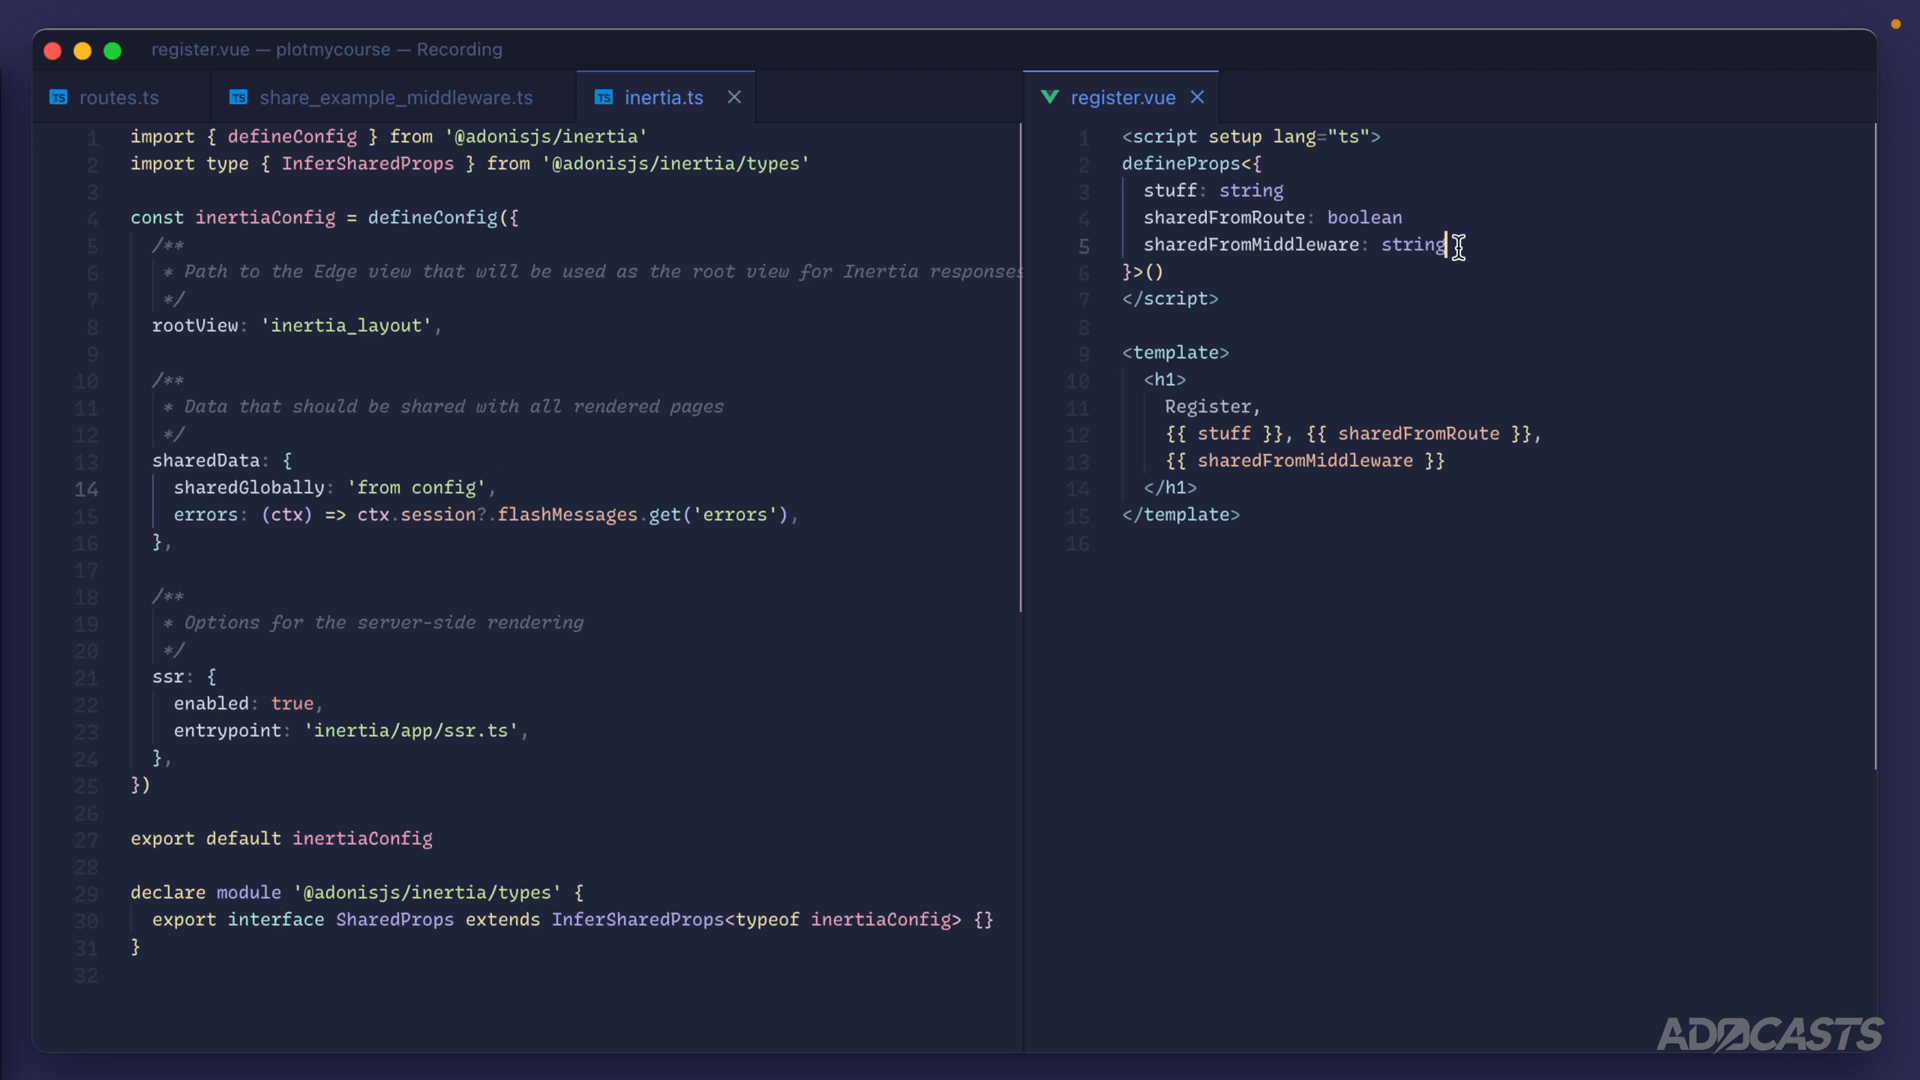 register.vue — plotmycourse — Recording
routes.ts
share_example_middleware.ts
inertia.ts
1 import { defineConfig } from '@adonisjs/inertia'
2 import type { InferSharedProps } from '@adonisjs/inertia/types'
3
4 const inertiaConfig = defineConfig({
5 /**
6 * Path to the Edge view that will be used as the root view for Inertia responses
7 */
8 rootView: 'inertia_layout',
9
10 /**
11 * Data that should be shared with all rendered pages
12 */
13 sharedData: {
14 sharedGlobally: 'from config',
15 errors: (ctx) => ctx.session?.flashMessages.get('errors'),
16 },
17
18 /**
19 * Options for the server-side rendering
20 */
21 ssr: {
22 enabled: true,
23 entrypoint: 'inertia/app/ssr.ts',
24 },
25 })
26
27 export default inertiaConfig
28
29 declare module '@adonisjs/inertia/types' {
30 export interface SharedProps extends InferSharedProps<typeof inertiaConfig> {}
31 }
32
register.vue
1 <script setup lang="ts">
2 defineProps<{
3 stuff: string
4 sharedFromRoute: boolean
5 sharedFromMiddleware: string
6 }>()
7 </script>
8
9 <template>
10 <h1>
11 Register,
12 {{ stuff }}, {{ sharedFromRoute }},
13 {{ sharedFromMiddleware }}
14 </h1>
15 </template>
16
ADOCASTS